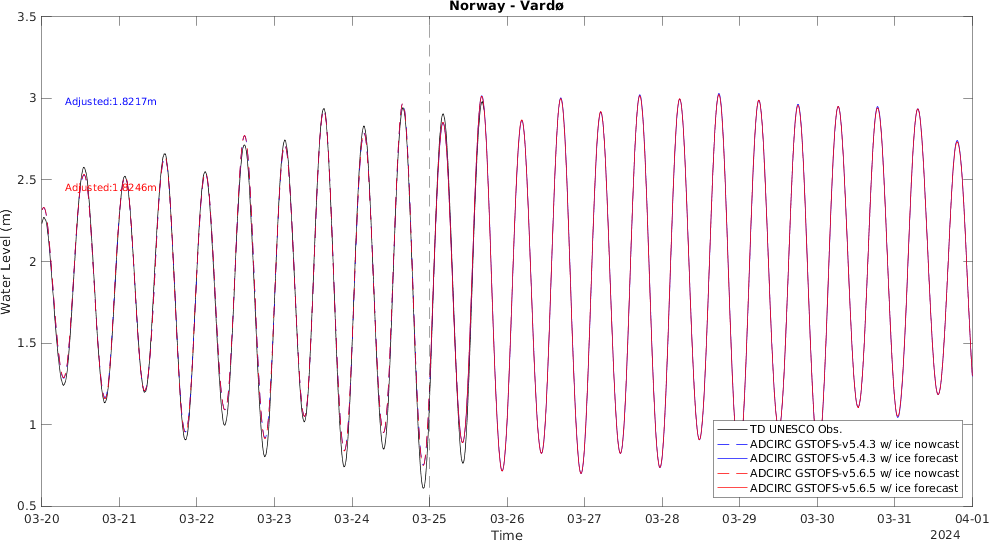 Norway - Vardø
3.5
3
2.5
2
1.5
1
0.5
Water Level (m)
Adjusted:1.8217m
Adjusted:1.8246m
TD UNESCO Obs.
ADCIRC GSTOFS-v5.4.3 w/ ice nowcast
ADCIRC GSTOFS-v5.4.3 w/ ice forecast
ADCIRC GSTOFS-v5.6.5 w/ ice nowcast
ADCIRC GSTOFS-v5.6.5 w/ ice forecast
03-20 03-21 03-22 03-23 03-24 03-25 03-26 03-27 03-28 03-29 03-30 03-31 04-01
Time
2024